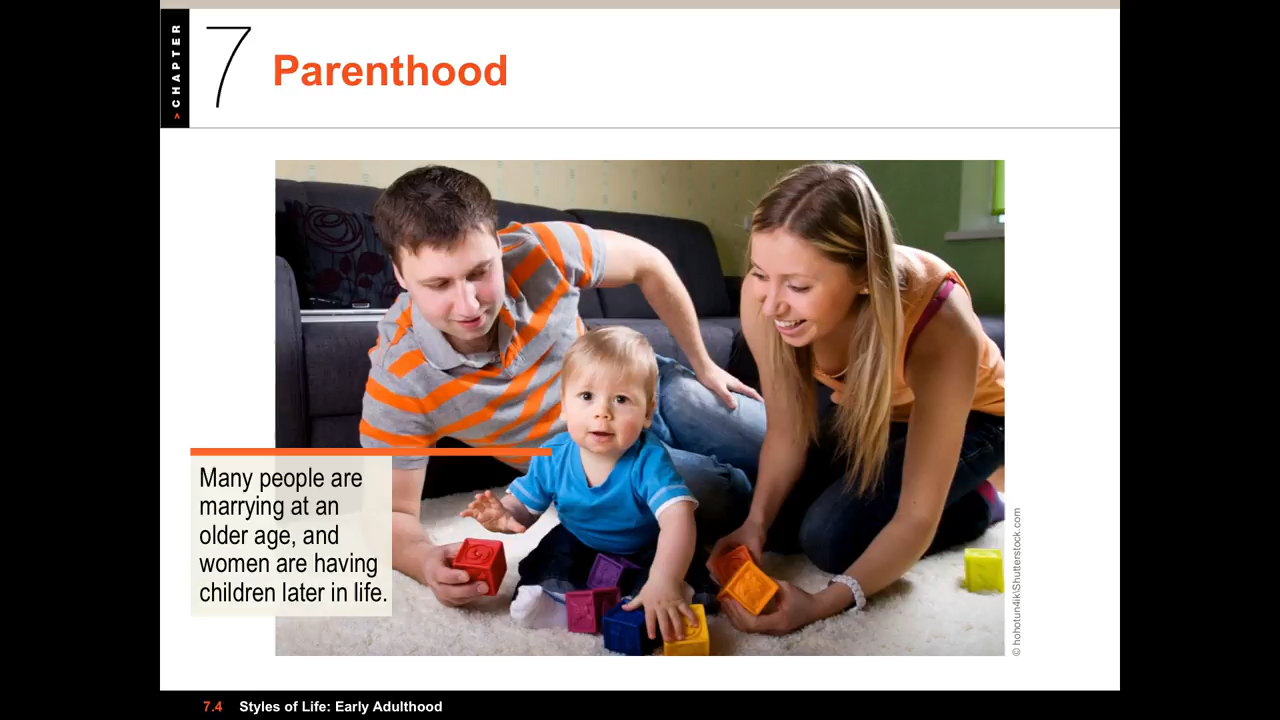 > CHAPTER
7
Parenthood
Many people are
marrying at an
older age, and
women are having
children later in life.
© hohotun4ik\Shutterstock.com
7.4 Styles of Life: Early Adulthood